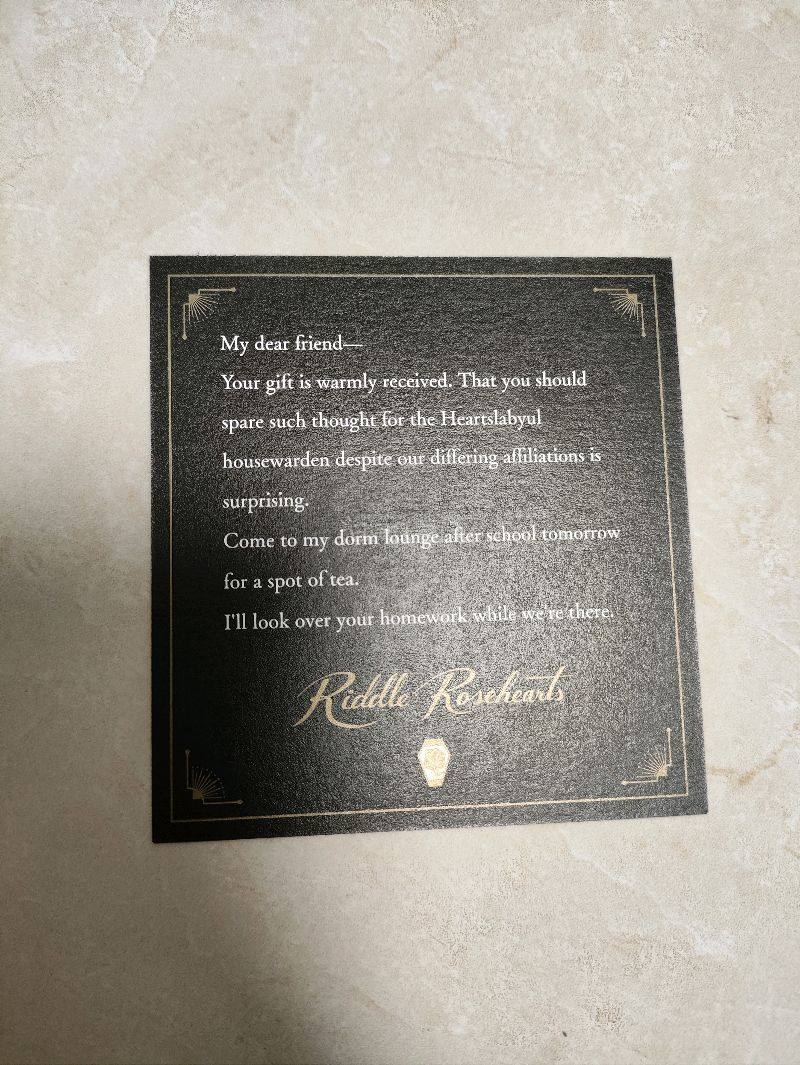 My dear friend—
Your gift is warmly received. That you should
spare such thought for the Heartslabyul
housewarden despite our differing affiliations is
surprising.
Come to my dorm lounge after school tomorrow
for a spot of tea.
I'll look over your homework while we're there.
Riddle Rosehearts